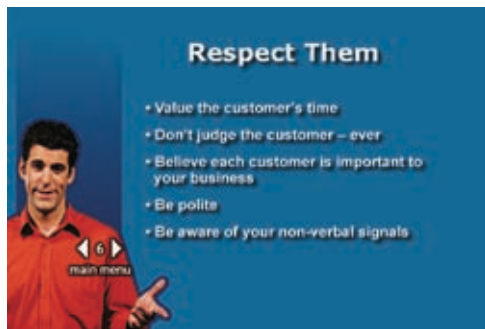 Respect Them
• Value the customer's time
• Don't judge the customer – ever
• Believe each customer is important to
your business
• Be polite
• Be aware of your non-verbal signals
6
main menu